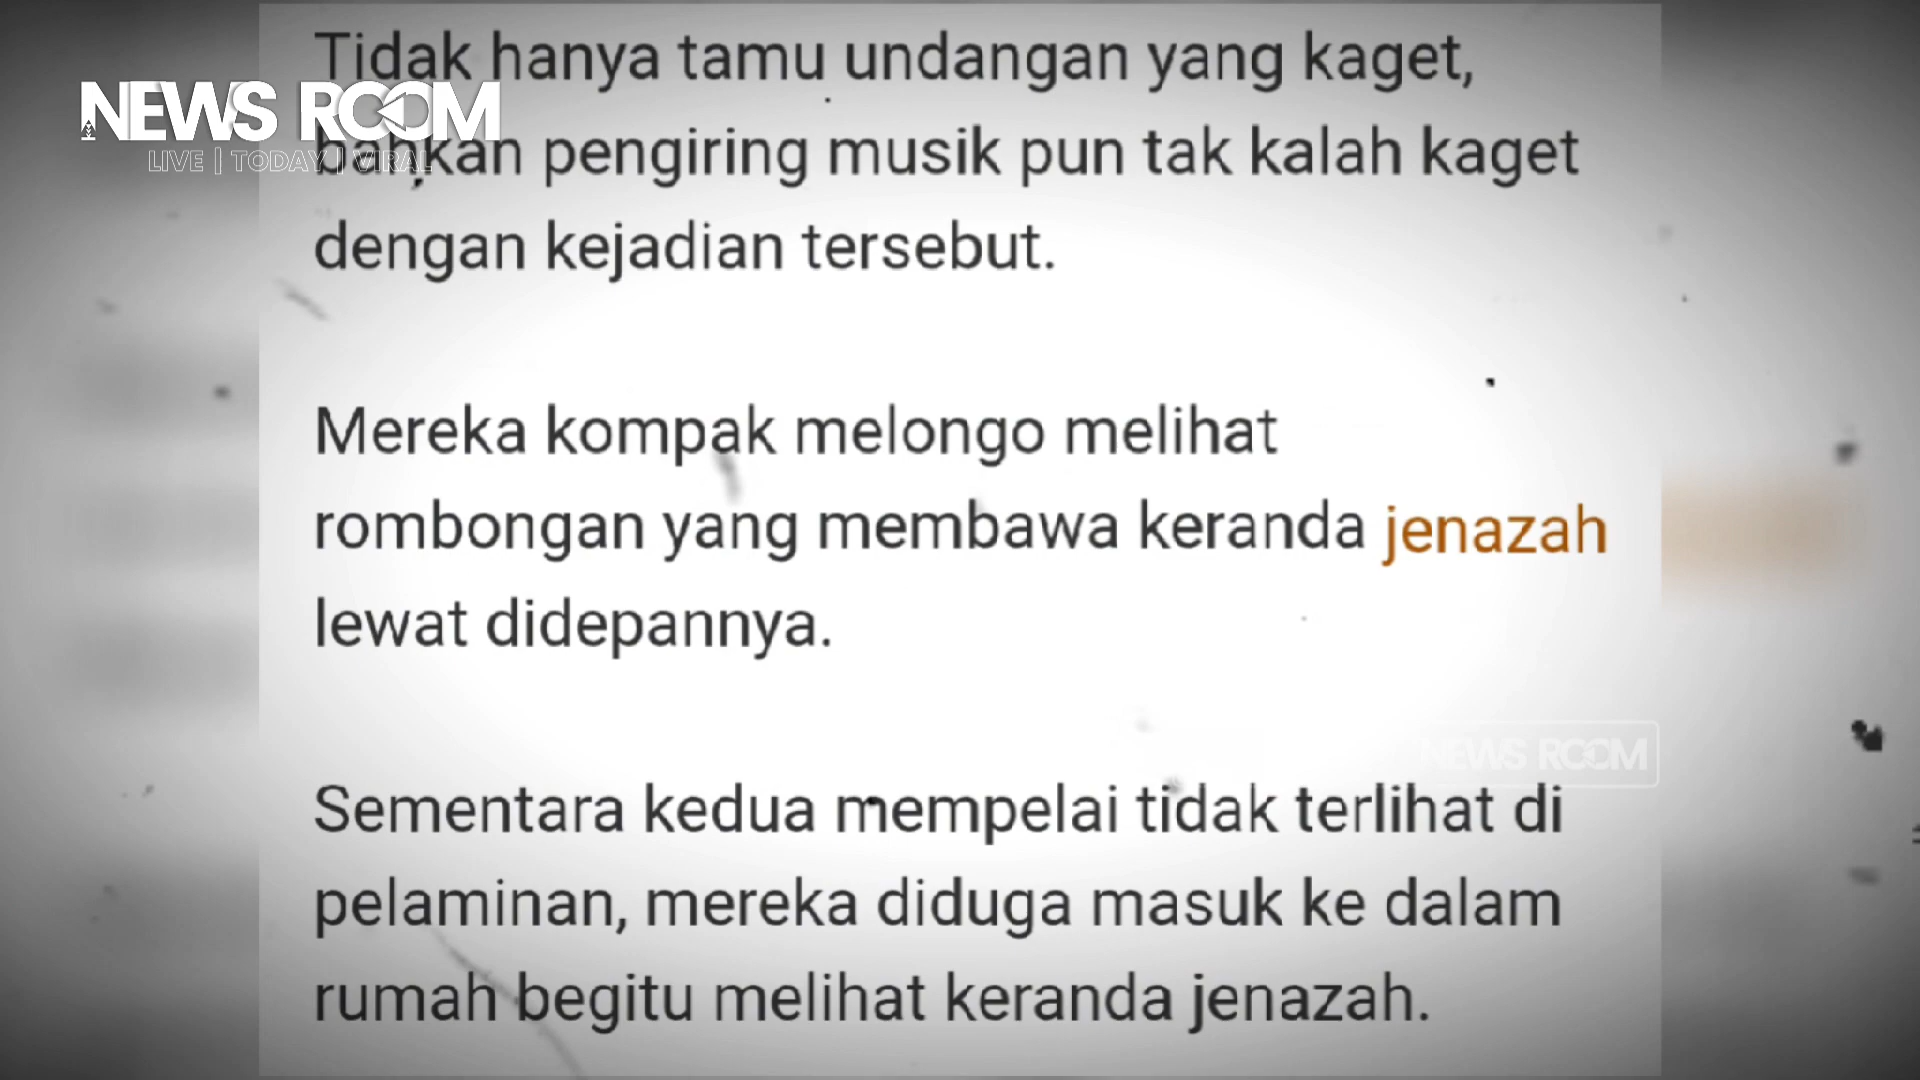 Tidak hanya tamu undangan yang kaget,
NEWS ROOM
LIVE | TODAY | VIRAL
bahkan pengiring musik pun tak kalah kaget
dengan kejadian tersebut.
Mereka kompak melongo melihat
rombongan yang membawa keranda jenazah
lewat didepannya.
NEWS ROOM
Sementara kedua mempelai tidak terlihat di
pelaminan, mereka diduga masuk ke dalam
rumah begitu melihat keranda jenazah.